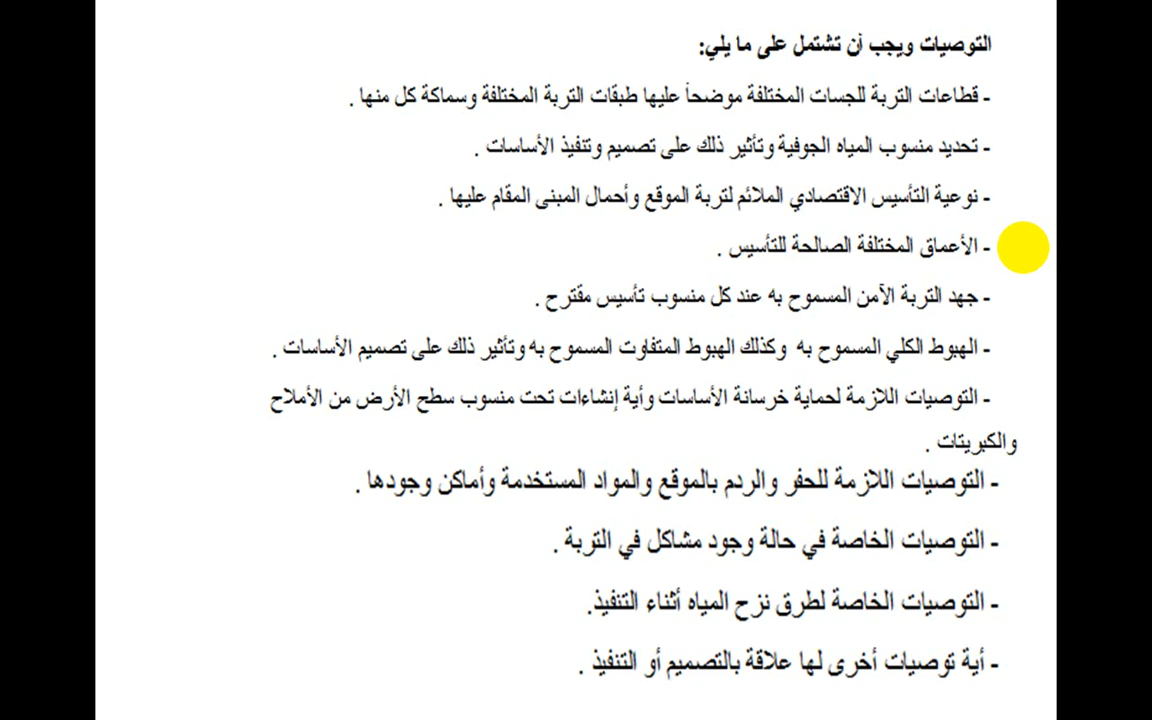 التوصيات ويجب أن تشتمل على ما يلي:
- قطاعات التربة للجسات المختلفة موضحاً عليها طبقات التربة المختلفة وسماكة كل منها .
- تحديد منسوب المياه الجوفية وتأثير ذلك على تصميم وتنفيذ الأساسات .
- نوعية التأسيس الاقتصادي الملائم لتربة الموقع وأحمال المبنى المقام عليها .
- الأعماق المختلفة الصالحة للتأسيس .
- جهد التربة الآمن المسموح به عند كل منسوب تأسيس مقترح .
- الهبوط الكلي المسموح به وكذلك الهبوط المتفاوت المسموح به وتأثير ذلك على تصميم الأساسات .
- التوصيات اللازمة لحماية خرسانة الأساسات وأية إنشاءات تحت منسوب سطح الأرض من الأملاح
والكبريتات .
- التوصيات اللازمة للحفر والردم بالموقع والمواد المستخدمة وأماكن وجودها .
- التوصيات الخاصة في حالة وجود مشاكل في التربة .
- التوصيات الخاصة لطرق نزح المياه أثناء التنفيذ.
- أية توصيات أخرى لها علاقة بالتصميم أو التنفيذ .